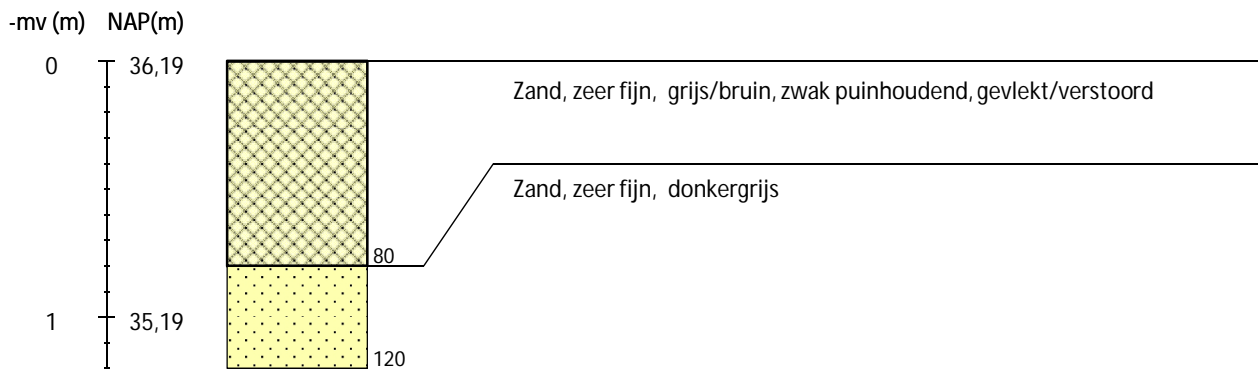 -mv (m) NAP(m)
0 36,19
Zand, zeer fijn, grijs/bruin, zwak puinhoudend, gevlekt/verstoord
Zand, zeer fijn, donkergrijs
80
1 35,19
120